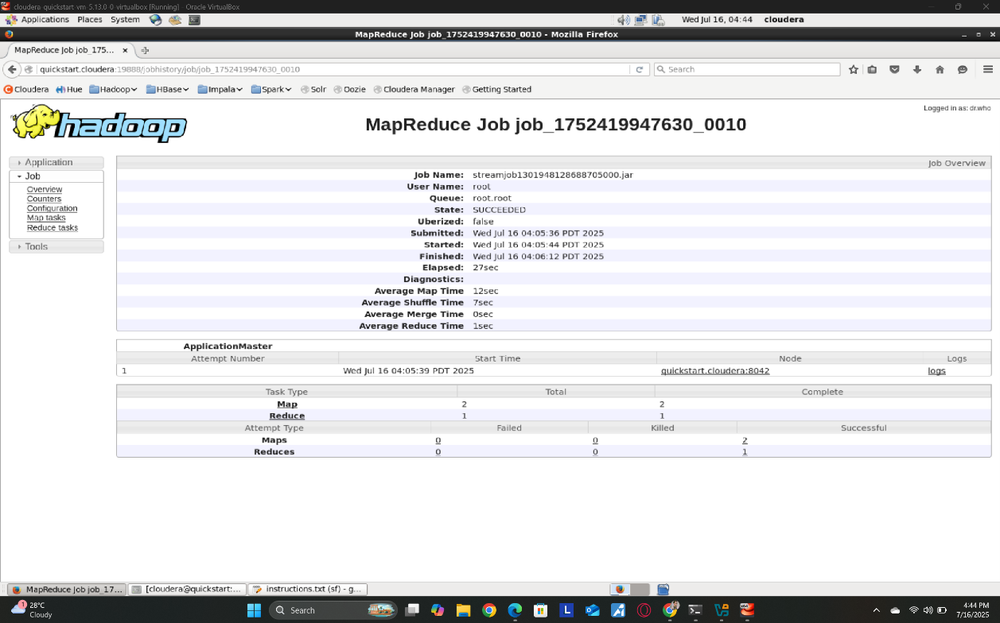 cloudera-quickstart-vm-5.13.0-0-virtualbox [Running] - Oracle VirtualBox
Applications Places System Wed Jul 16, 04:44 cloudera
MapReduce Job job_1752419947630_0010 - Mozilla Firefox
MapReduce Job job_175...
quickstart.cloudera:19888/jobhistory/job/job_1752419947630_0010 Search
Cloudera Hue Hadoop HBase Impala Spark Solr Oozie Cloudera Manager Getting Started
Logged in as: dr.who
hadoop MapReduce Job job_1752419947630_0010
Application
Job
Overview
Counters
Configuration
Map tasks
Reduce tasks
Tools
Job Overview
Job Name: streamjob1301948128688705000.jar
User Name: root
Queue: root.root
State: SUCCEEDED
Uberized: false
Submitted: Wed Jul 16 04:05:36 PDT 2025
Started: Wed Jul 16 04:05:44 PDT 2025
Finished: Wed Jul 16 04:06:12 PDT 2025
Elapsed: 27sec
Diagnostics:
Average Map Time 12sec
Average Shuffle Time 7sec
Average Merge Time 0sec
Average Reduce Time 1sec
ApplicationMaster
Attempt Number Start Time Node Logs
1 Wed Jul 16 04:05:39 PDT 2025 quickstart.cloudera:8042 logs
Task Type Total Complete
Map 2 2
Reduce 1 1
Attempt Type Failed Killed Successful
Maps 0 0 2
Reduces 0 0 1
MapReduce Job job_17... [cloudera@quickstart:... instructions.txt (sf) - g...
1 28°C
Cloudy
Search
4:44 PM
7/16/2025